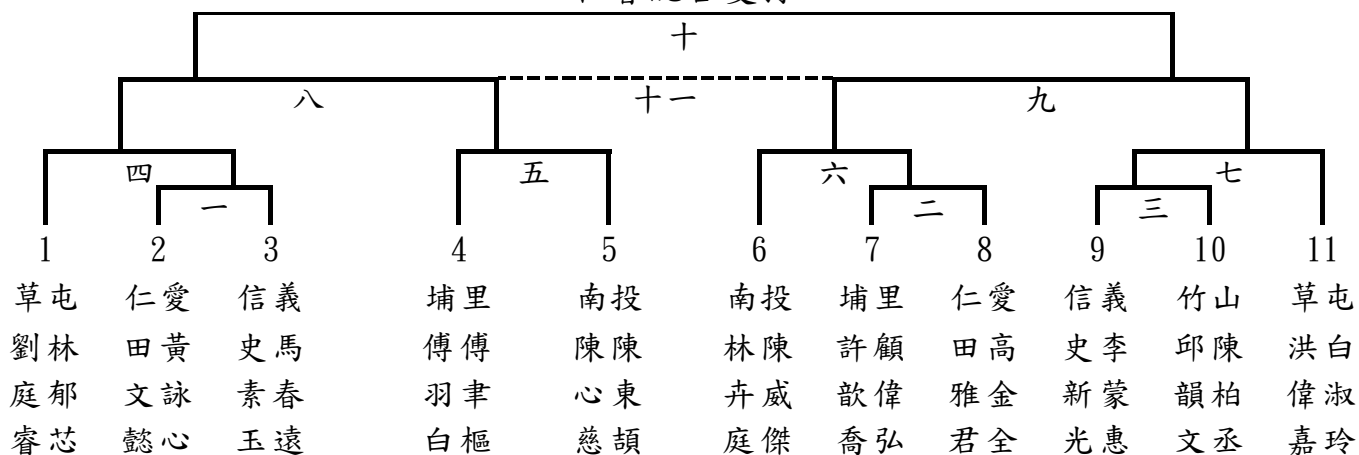 十
八 十一 九
四 五 六 七
一 二 三
1 2 3 4 5 6 7 8 9 10 11
草屯 仁愛 信義 埔里 南投 南投 埔里 仁愛 信義 竹山 草屯
劉林 田黃 史馬 傅傅 陳陳 林陳 許顧 田高 史李 邱陳 洪白
庭郁 文詠 素春 羽聿 心東 卉威 歆偉 雅金 新蒙 韻柏 偉淑
睿芯 懿心 玉遠 白樞 慈頡 庭傑 喬弘 君全 光惠 文丞 嘉玲